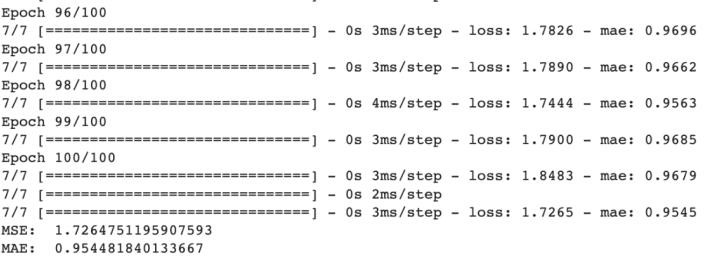 Epoch 96/100
7/7 [==============================] - 0s 3ms/step - loss: 1.7826 - mae: 0.9696
Epoch 97/100
7/7 [==============================] - 0s 3ms/step - loss: 1.7890 - mae: 0.9662
Epoch 98/100
7/7 [==============================] - 0s 4ms/step - loss: 1.7444 - mae: 0.9563
Epoch 99/100
7/7 [==============================] - 0s 3ms/step - loss: 1.7900 - mae: 0.9685
Epoch 100/100
7/7 [==============================] - 0s 3ms/step - loss: 1.8483 - mae: 0.9679
7/7 [==============================] - 0s 2ms/step
7/7 [==============================] - 0s 3ms/step - loss: 1.7265 - mae: 0.9545
MSE:  1.7264751195907593
MAE:  0.954481840133667